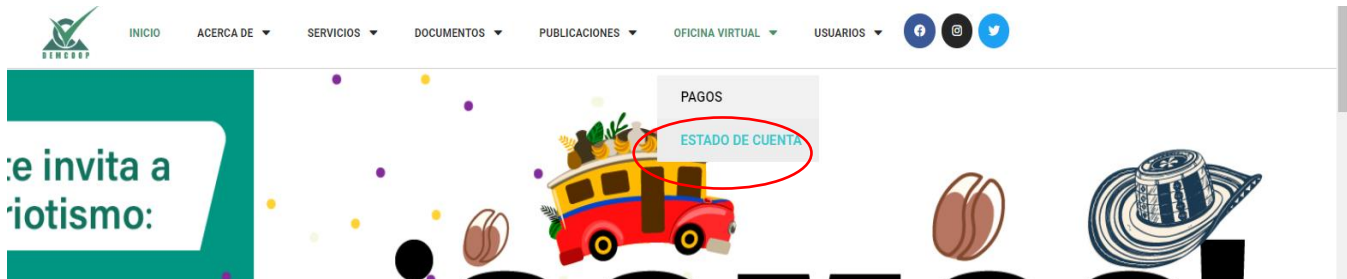 INICIO ACERCA DE SERVICIOS DOCUMENTOS PUBLICACIONES OFICINA VIRTUAL USUARIOS
DEMCOOP
PAGOS
ESTADO DE CUENTA
te invita a
riotismo: